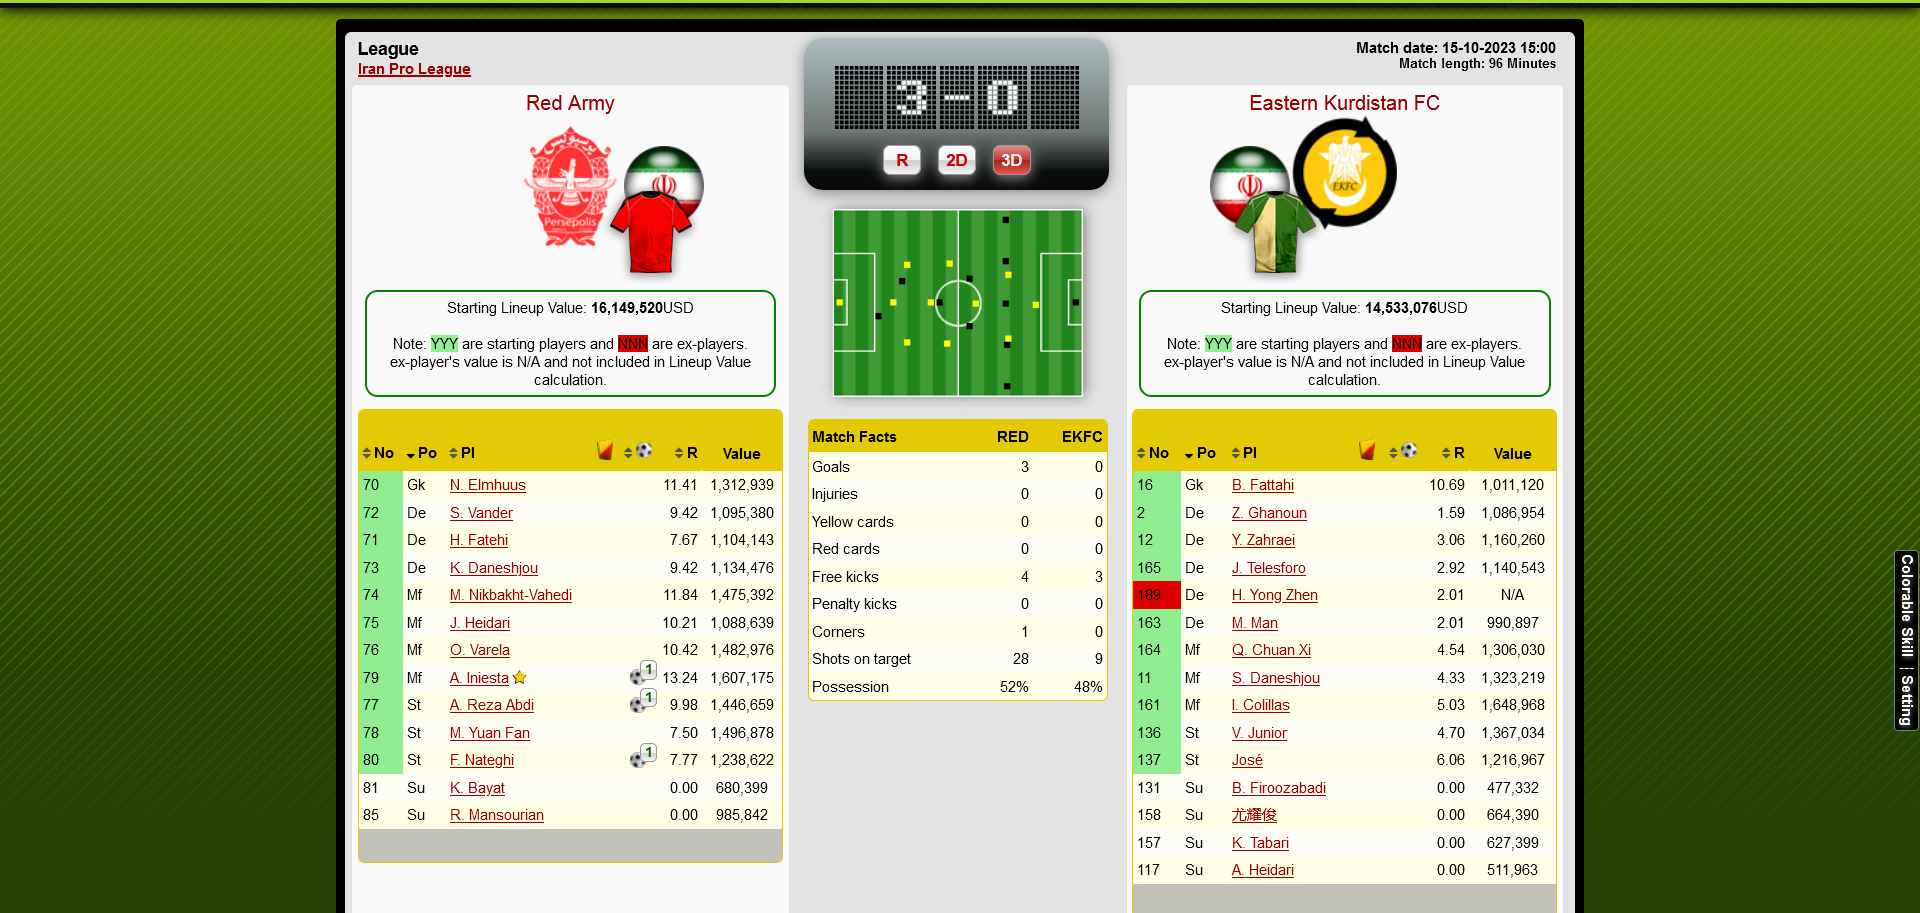 League
Iran Pro League
3-0
R 2D 3D
Match date: 15-10-2023 15:00
Match length: 96 Minutes
Red Army
Persepolis
Starting Lineup Value: 16,149,520USD
Note: YYY are starting players and NNN are ex-players.
ex-player's value is N/A and not included in Lineup Value
calculation.
No Po Pl R Value
70 Gk N. Elmhuus 11.41 1,312,939
72 De S. Vander 9.42 1,095,380
71 De H. Fatehi 7.67 1,104,143
73 De K. Daneshjou 9.42 1,134,476
74 Mf M. Nikbakht-Vahedi 11.84 1,475,392
75 Mf J. Heidari 10.21 1,088,639
76 Mf O. Varela 10.42 1,482,976
79 Mf A. Iniesta 1 13.24 1,607,175
77 St A. Reza Abdi 1 9.98 1,446,659
78 St M. Yuan Fan 7.50 1,496,878
80 St F. Nateghi 1 7.77 1,238,622
81 Su K. Bayat 0.00 680,399
85 Su R. Mansourian 0.00 985,842
Match Facts RED EKFC
Goals 3 0
Injuries 0 0
Yellow cards 0 0
Red cards 0 0
Free kicks 4 3
Penalty kicks 0 0
Corners 1 0
Shots on target 28 9
Possession 52% 48%
Eastern Kurdistan FC
EKFC
Starting Lineup Value: 14,533,076USD
Note: YYY are starting players and NNN are ex-players.
ex-player's value is N/A and not included in Lineup Value
calculation.
No Po Pl R Value
16 Gk B. Fattahi 10.69 1,011,120
2 De Z. Ghanoun 1.59 1,086,954
12 De Y. Zahraei 3.06 1,160,260
165 De J. Telesforo 2.92 1,140,543
189 De H. Yong Zhen 2.01 N/A
163 De M. Man 2.01 990,897
164 Mf Q. Chuan Xi 4.54 1,306,030
11 Mf S. Daneshjou 4.33 1,323,219
161 Mf I. Colillas 5.03 1,648,968
136 St V. Junior 4.70 1,367,034
137 St José 6.06 1,216,967
131 Su B. Firoozabadi 0.00 477,332
158 Su 尤耀俊 0.00 664,390
157 Su K. Tabari 0.00 627,399
117 Su A. Heidari 0.00 511,963
Colorable Skill | Setting